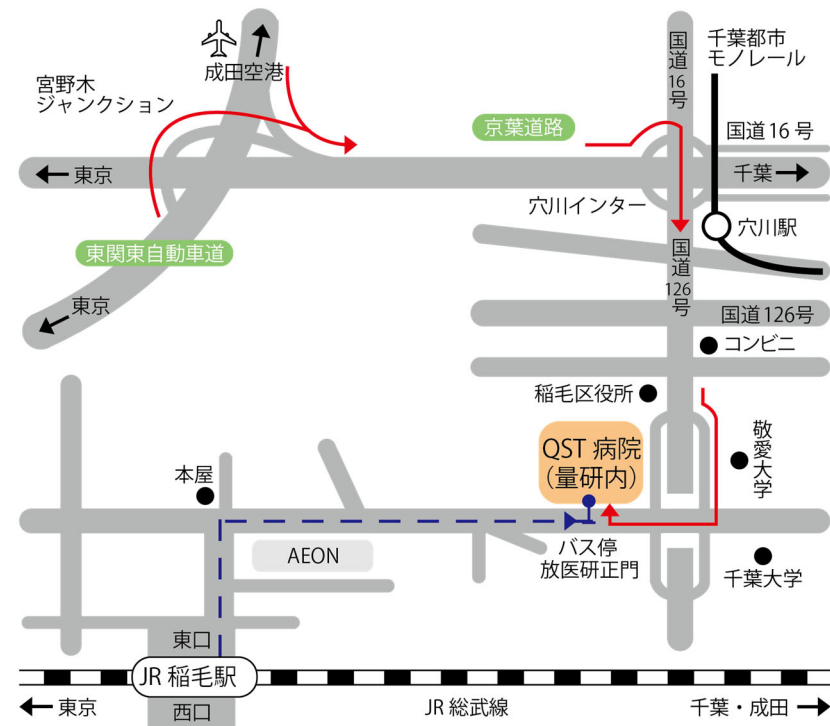 千葉都市
モノレール
国道16号
成田空港
宮野木
ジャンクション
京葉道路
国道16号
東京
千葉
穴川インター
穴川駅
東関東自動車道
国道126号
東京
国道126号
コンビニ
稲毛区役所
敬愛大学
QST 病院
(量研内)
本屋
AEON
バス停
放医研正門
千葉大学
東口
JR 稲毛駅
西口
東京
JR 総武線
千葉・成田